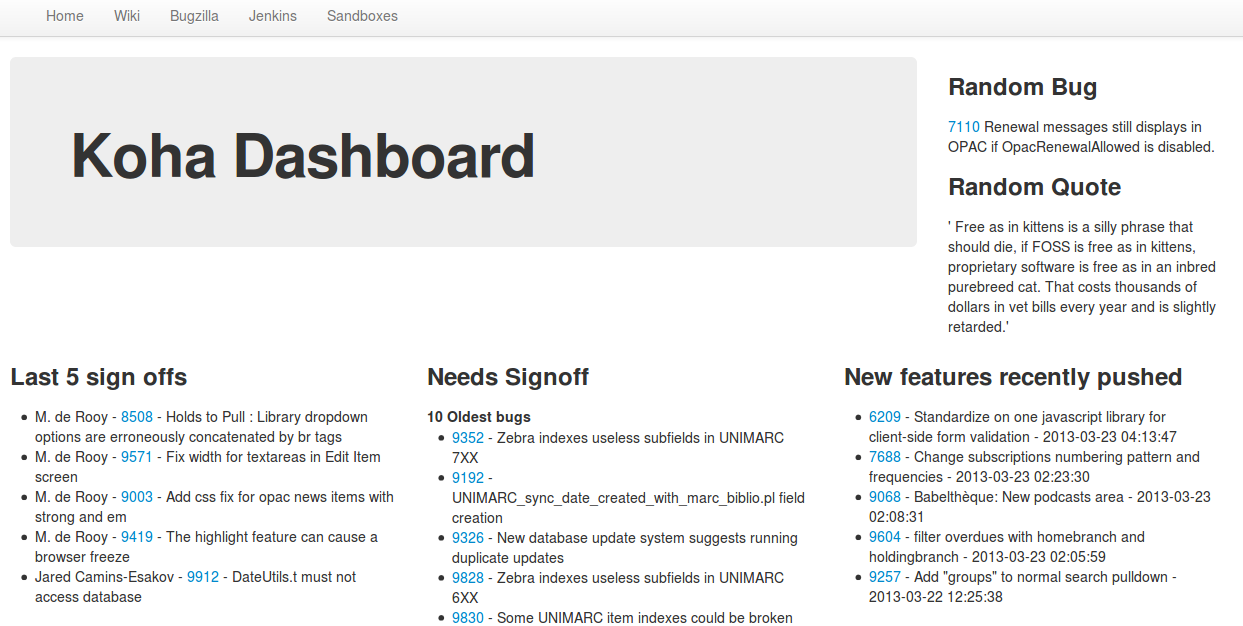 Home Wiki Bugzilla Jenkins Sandboxes
Koha Dashboard
Random Bug
7110 Renewal messages still displays in
OPAC if OpacRenewalAllowed is disabled.
Random Quote
' Free as in kittens is a silly phrase that
should die, if FOSS is free as in kittens,
proprietary software is free as in an inbred
purebreed cat. That costs thousands of
dollars in vet bills every year and is slightly
retarded.'
Last 5 sign offs
M. de Rooy - 8508 - Holds to Pull : Library dropdown
options are erroneously concatenated by br tags
M. de Rooy - 9571 - Fix width for textareas in Edit Item
screen
M. de Rooy - 9003 - Add css fix for opac news items with
strong and em
M. de Rooy - 9419 - The highlight feature can cause a
browser freeze
Jared Camins-Esakov - 9912 - DateUtils.t must not
access database
Needs Signoff
10 Oldest bugs
9352 - Zebra indexes useless subfields in UNIMARC
7XX
9192 -
UNIMARC_sync_date_created_with_marc_biblio.pl field
creation
9326 - New database update system suggests running
duplicate updates
9828 - Zebra indexes useless subfields in UNIMARC
6XX
9830 - Some UNIMARC item indexes could be broken
New features recently pushed
6209 - Standardize on one javascript library for
client-side form validation - 2013-03-23 04:13:47
7688 - Change subscriptions numbering pattern and
frequencies - 2013-03-23 02:23:30
9068 - Babelthèque: New podcasts area - 2013-03-23
02:08:31
9604 - filter overdues with homebranch and
holdingbranch - 2013-03-23 02:05:59
9257 - Add "groups" to normal search pulldown -
2013-03-22 12:25:38